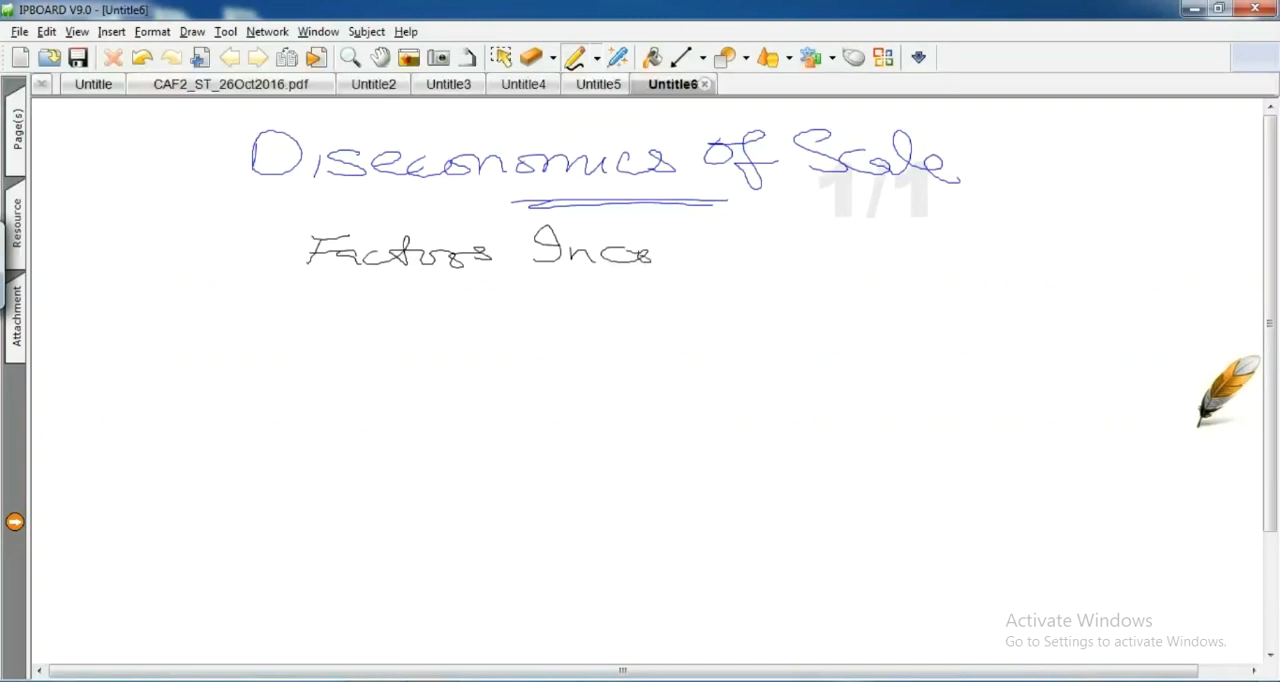 IPBOARD V9.0 - [Untitled6]
File Edit View Insert Format Draw Tool Network Window Subject Help
Untitle CAF2_ST_26Oct2016.pdf Untitle2 Untitle3 Untitle4 Untitle5 Untitle6
Page(s)
Resource
Attachment
Diseconomics of Scale
1/1
Factors Incr
Activate Windows
Go to Settings to activate Windows.